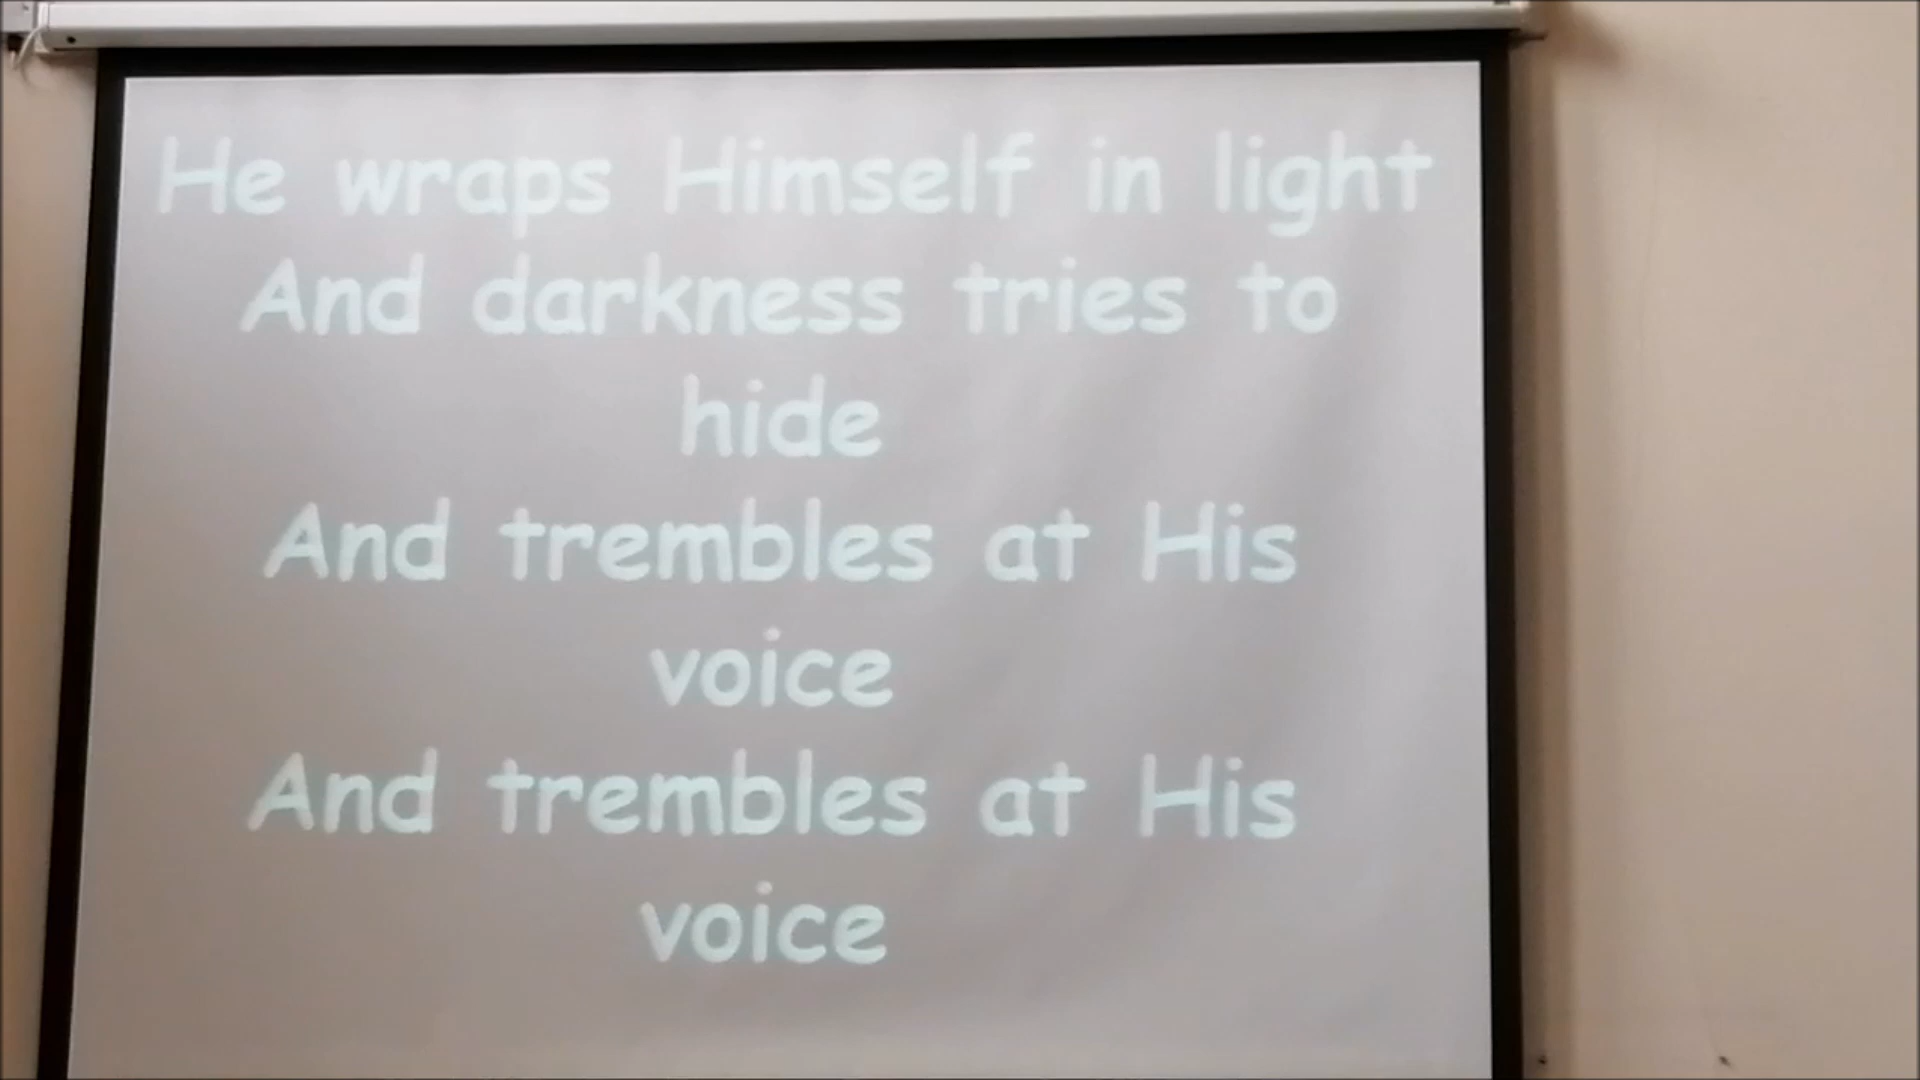 He wraps Himself in light
And darkness tries to
hide
And trembles at His
voice
And trembles at His
voice